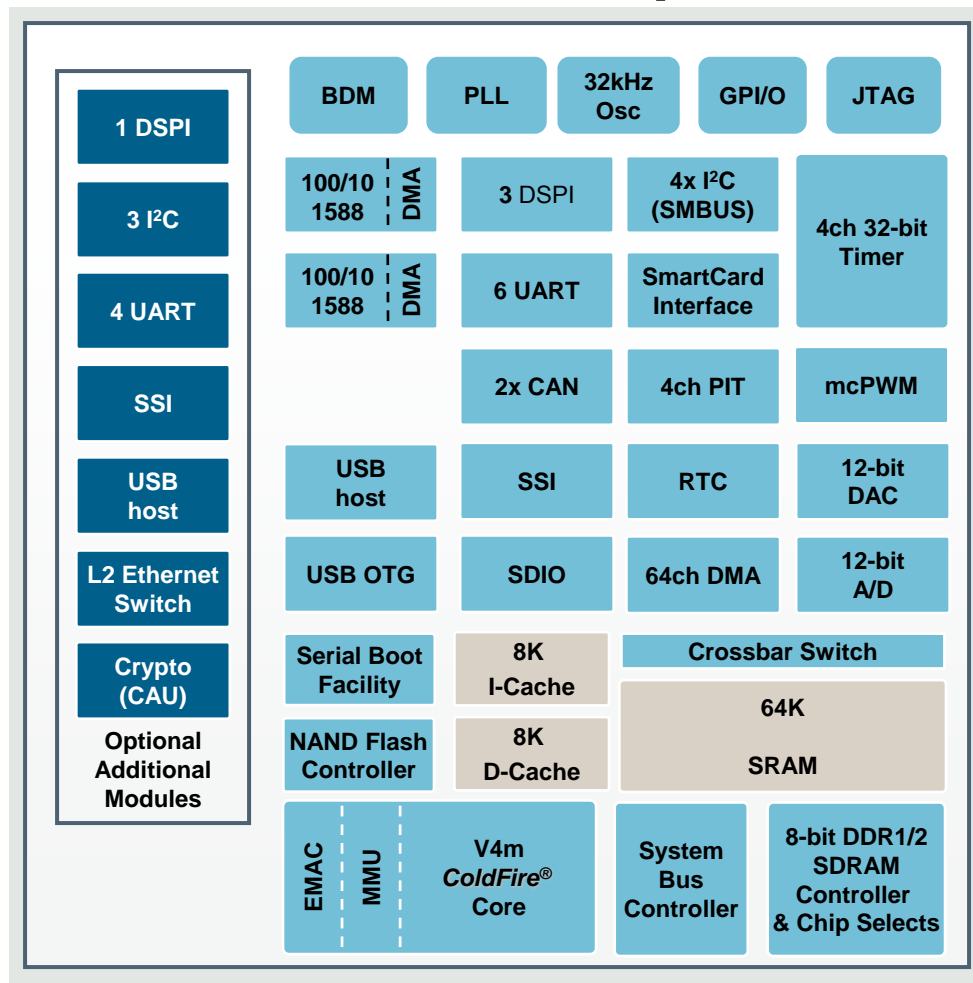 1 DSPI
3 I²C
4 UART
SSI
USB
host
L2 Ethernet
Switch
Crypto
(CAU)
Optional
Additional
Modules
BDM
PLL
32kHz
Osc
GPI/O
JTAG
100/10
1588
DMA
3 DSPI
4x I²C
(SMBUS)
4ch 32-bit
Timer
100/10
1588
DMA
6 UART
SmartCard
Interface
2x CAN
4ch PIT
mcPWM
USB
host
SSI
RTC
12-bit
DAC
USB OTG
SDIO
64ch DMA
12-bit
A/D
Serial Boot
Facility
8K
I-Cache
Crossbar Switch
NAND Flash
Controller
8K
D-Cache
64K
SRAM
EMAC
MMU
V4m
ColdFire®
Core
System
Bus
Controller
8-bit DDR1/2
SDRAM
Controller
& Chip Selects